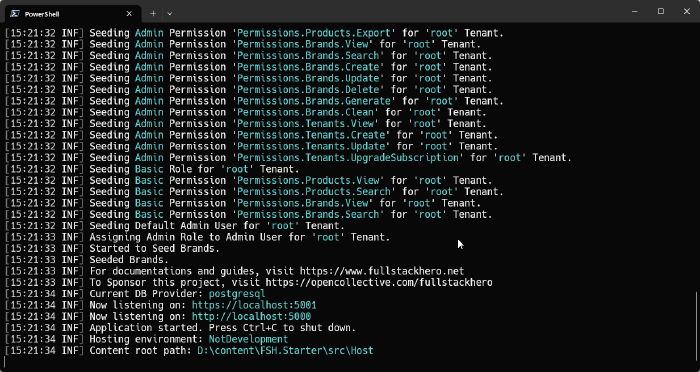 PowerShell
[15:21:32 INF] Seeding Admin Permission 'Permissions.Products.Export' for 'root' Tenant.
[15:21:32 INF] Seeding Admin Permission 'Permissions.Brands.View' for 'root' Tenant.
[15:21:32 INF] Seeding Admin Permission 'Permissions.Brands.Search' for 'root' Tenant.
[15:21:32 INF] Seeding Admin Permission 'Permissions.Brands.Create' for 'root' Tenant.
[15:21:32 INF] Seeding Admin Permission 'Permissions.Brands.Update' for 'root' Tenant.
[15:21:32 INF] Seeding Admin Permission 'Permissions.Brands.Delete' for 'root' Tenant.
[15:21:32 INF] Seeding Admin Permission 'Permissions.Brands.Generate' for 'root' Tenant.
[15:21:32 INF] Seeding Admin Permission 'Permissions.Brands.Clean' for 'root' Tenant.
[15:21:32 INF] Seeding Admin Permission 'Permissions.Tenants.View' for 'root' Tenant.
[15:21:32 INF] Seeding Admin Permission 'Permissions.Tenants.Create' for 'root' Tenant.
[15:21:32 INF] Seeding Admin Permission 'Permissions.Tenants.Update' for 'root' Tenant.
[15:21:32 INF] Seeding Admin Permission 'Permissions.Tenants.UpgradeSubscription' for 'root' Tenant.
[15:21:32 INF] Seeding Basic Role for 'root' Tenant.
[15:21:32 INF] Seeding Basic Permission 'Permissions.Products.View' for 'root' Tenant.
[15:21:32 INF] Seeding Basic Permission 'Permissions.Products.Search' for 'root' Tenant.
[15:21:32 INF] Seeding Basic Permission 'Permissions.Brands.View' for 'root' Tenant.
[15:21:32 INF] Seeding Basic Permission 'Permissions.Brands.Search' for 'root' Tenant.
[15:21:32 INF] Seeding Default Admin User for 'root' Tenant.
[15:21:33 INF] Assigning Admin Role to Admin User for 'root' Tenant.
[15:21:33 INF] Started to Seed Brands.
[15:21:33 INF] Seeded Brands.
[15:21:33 INF] For documentations and guides, visit https://www.fullstackhero.net
[15:21:33 INF] To Sponsor this project, visit https://opencollective.com/fullstackhero
[15:21:34 INF] Current DB Provider: postgresql
[15:21:34 INF] Now listening on: https://localhost:5001
[15:21:34 INF] Now listening on: http://localhost:5000
[15:21:34 INF] Application started. Press Ctrl+C to shut down.
[15:21:34 INF] Hosting environment: NotDevelopment
[15:21:34 INF] Content root path: D:\content\FSH.Starter\src\Host